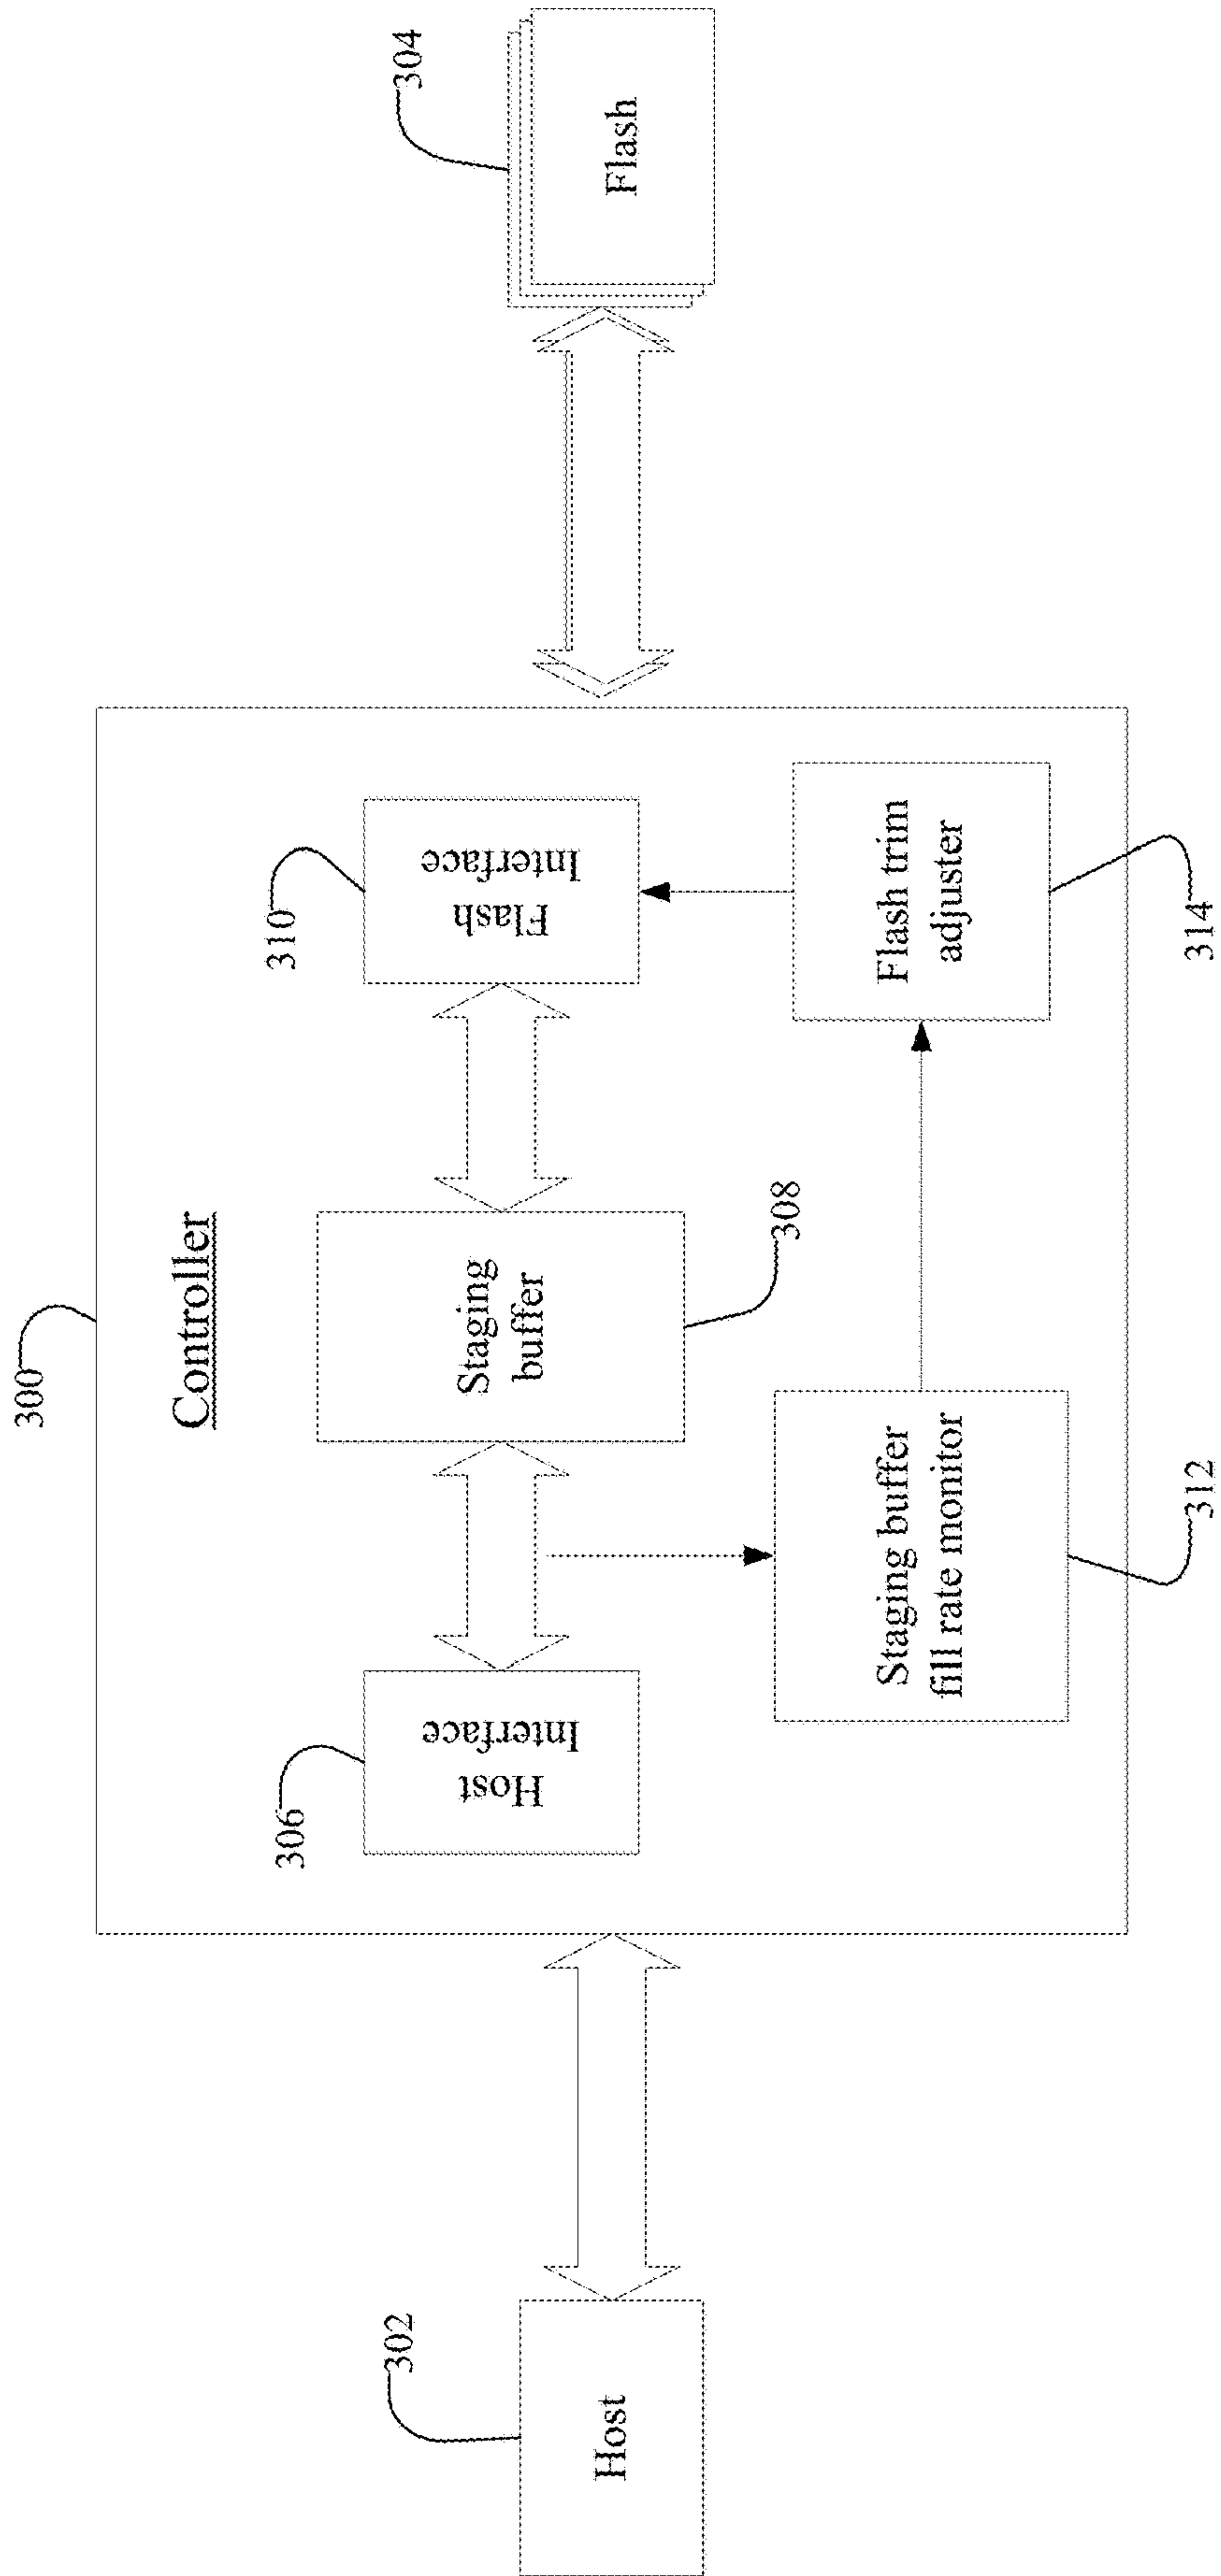 300
Controller
302
Host
306
Host
Interface
Staging
buffer
308
310
Flash
Interface
304
Flash
Staging buffer
fill rate monitor
312
Flash trim
adjuster
314